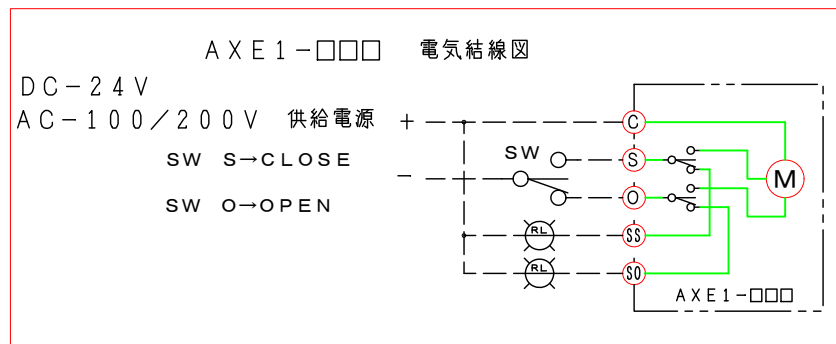 AXE1-□□□ 電気結線図
DC-24V
AC-100/200V 供給電源 +
-
SW S→CLOSE
SW O→OPEN
SW
C
S
O
M
RL
SS
RL
SO
AXE1-□□□